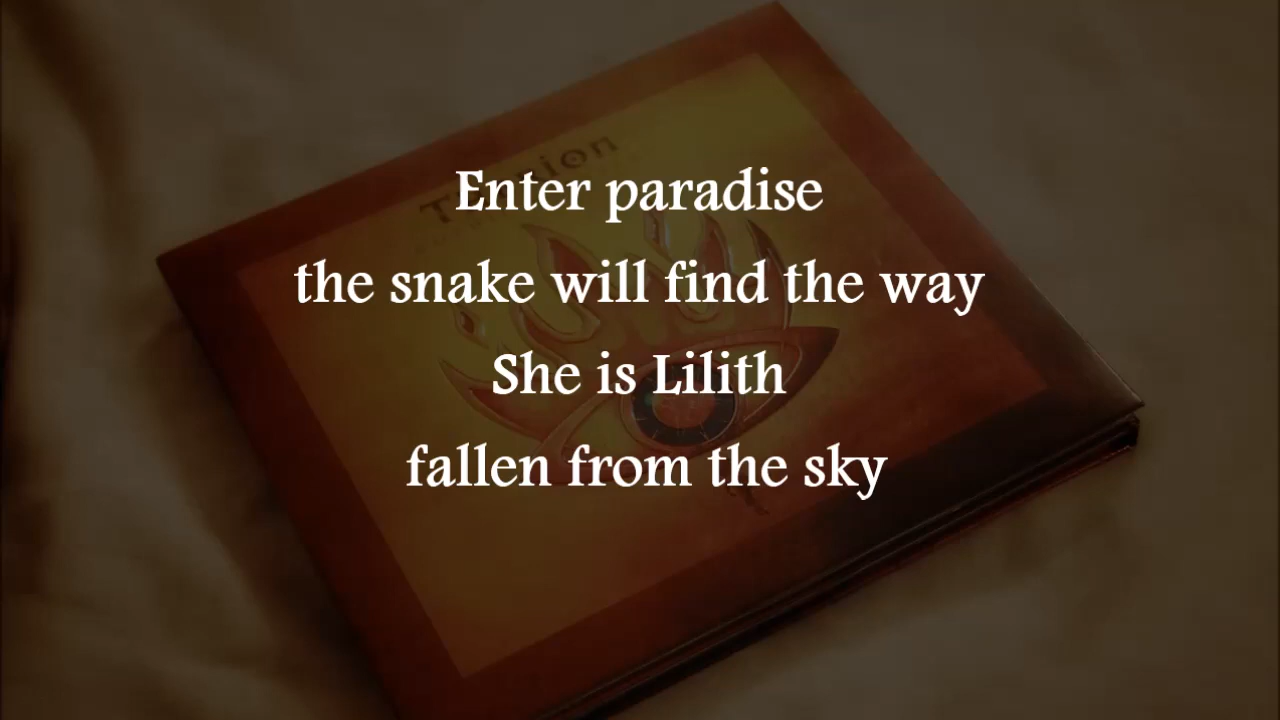 Enter paradise
the snake will find the way
She is Lilith
fallen from the sky